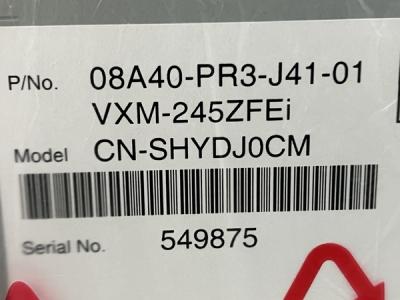 P/No. 08A40-PR3-J41-01
VXM-245ZFEi
Model CN-SHYDJ0CM
Serial No. 549875